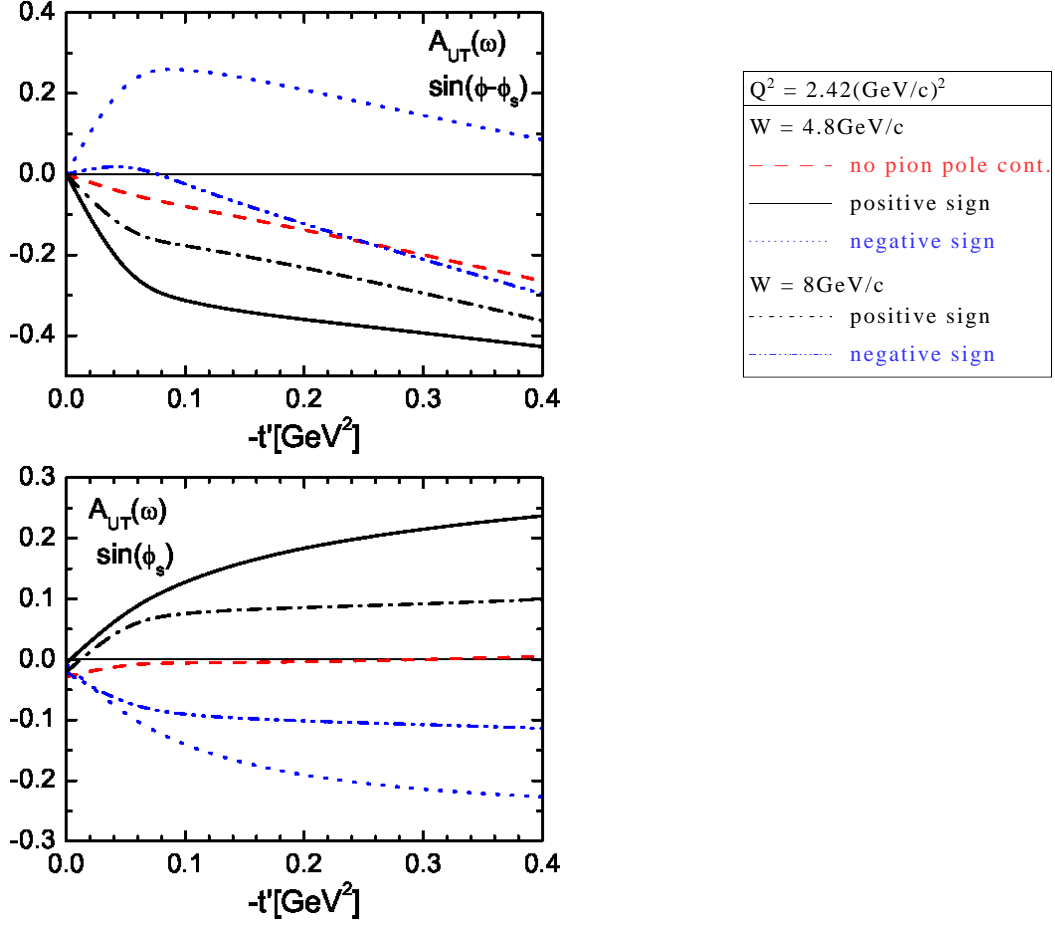 0.4
0.2
0.0
-0.2
-0.4
A_UT(ω)
sin(ϕ-ϕ_s)
0.0 0.1 0.2 0.3 0.4
-t'[GeV²]
0.3
0.2
0.1
0.0
-0.1
-0.2
-0.3
A_UT(ω)
sin(ϕ_s)
0.0 0.1 0.2 0.3 0.4
-t'[GeV²]
Q² = 2.42(GeV/c)²
W = 4.8GeV/c
no pion pole cont.
positive sign
negative sign
W = 8GeV/c
positive sign
negative sign